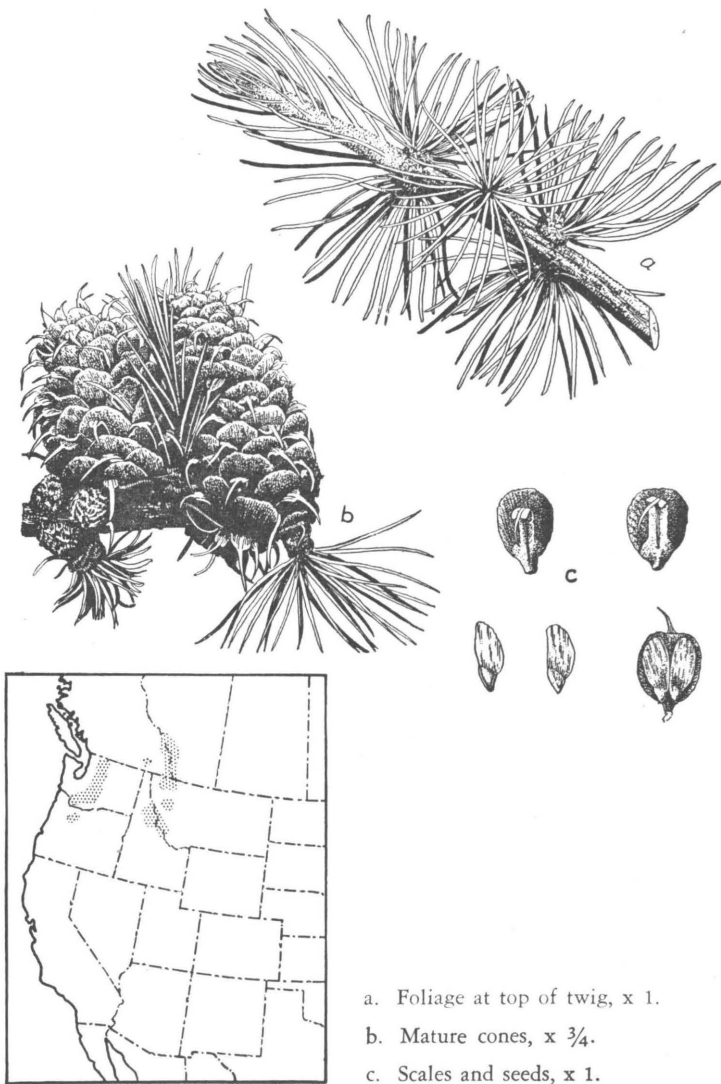 a
b
c
a. Foliage at top of twig, x 1.
b. Mature cones, x ¾.
c. Scales and seeds, x 1.